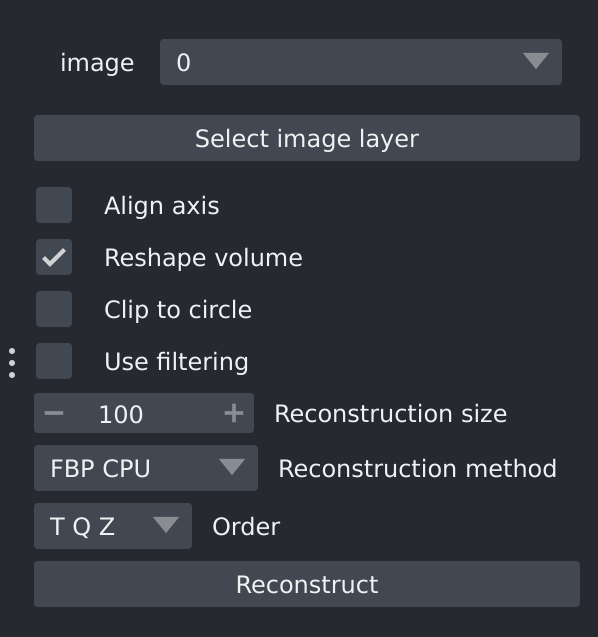 image 0
Select image layer
Align axis
Reshape volume
Clip to circle
Use filtering
− 100 + Reconstruction size
FBP CPU Reconstruction method
T Q Z Order
Reconstruct